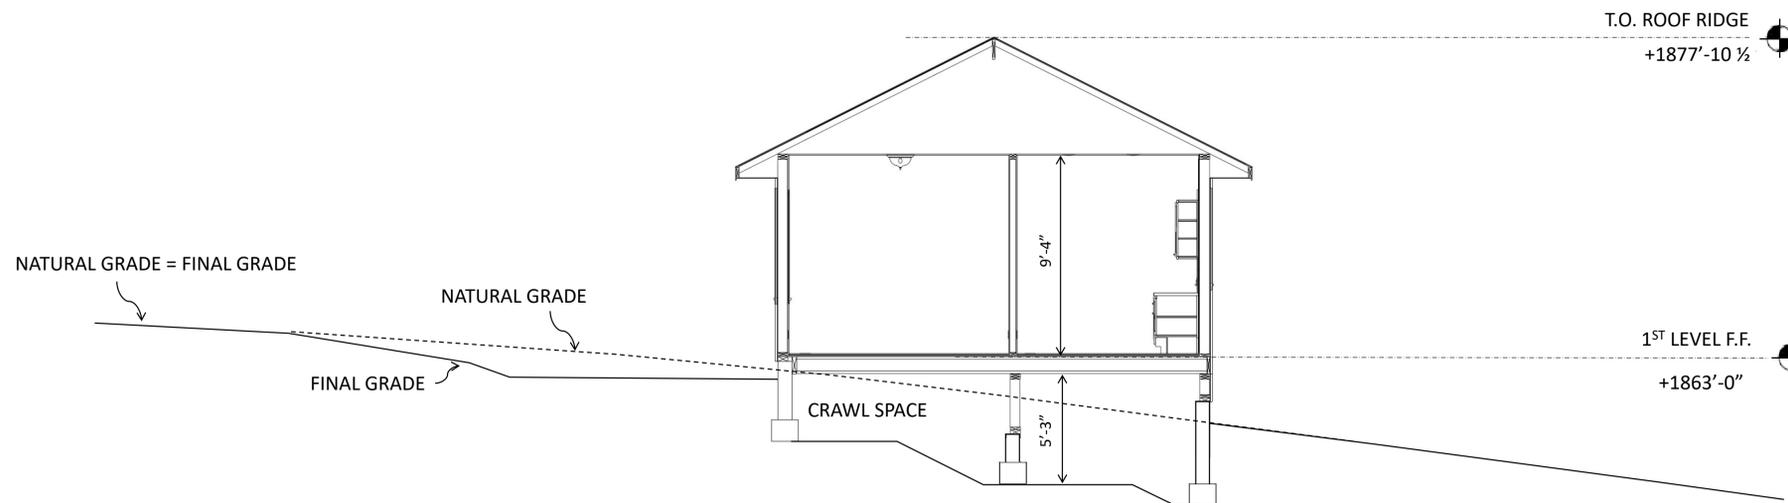 T.O. ROOF RIDGE
+1877’-10 ½
9’-4”
NATURAL GRADE = FINAL GRADE
NATURAL GRADE
1ST LEVEL F.F.
FINAL GRADE
+1863’-0”
CRAWL SPACE
5’-3”